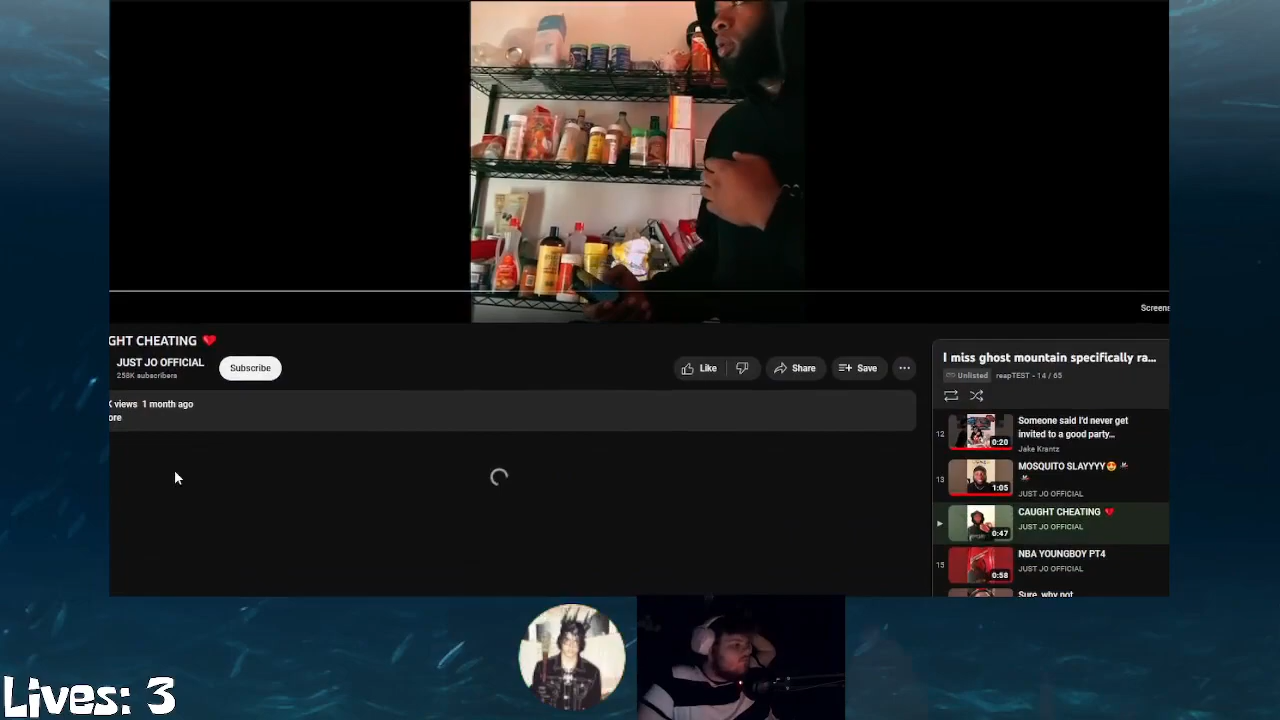 Screens
GHT CHEATING 💔
JUST JO OFFICIAL
258K subscribers
Subscribe
Like
Share
Save
views 1 month ago
ore
I miss ghost mountain specifically ra...
Unlisted
reapTEST - 14 / 65
12
0:20
Someone said I'd never get
invited to a good party...
Jake Krantz
13
1:05
MOSQUITO SLAYYYY😍🦟
🦟
JUST JO OFFICIAL
0:47
CAUGHT CHEATING 💔
JUST JO OFFICIAL
15
0:58
NBA YOUNGBOY PT4
JUST JO OFFICIAL
Sure, why not
Lives: 3